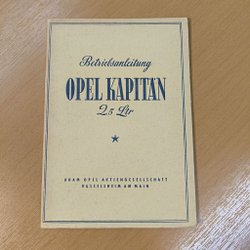 Betriebsanleitung
OPEL KAPITÄN
2,5 Ltr
ADAM OPEL AKTIENGESELLSCHAFT
RÜSSELSHEIM AM MAIN